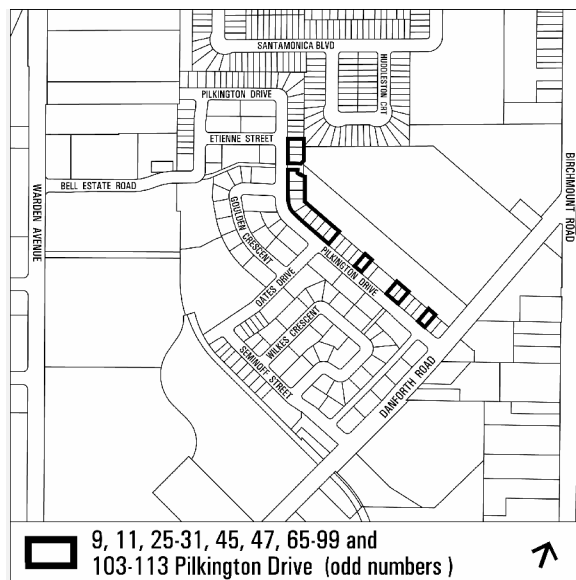 SANTAMONICA BLVD
HUDDLESTON CRT
PILKINGTON DRIVE
ETIENNE STREET
BELL ESTATE ROAD
WARDEN AVENUE
BIRCHMOUNT ROAD
GOULDEN CRESCENT
PILKINGTON DRIVE
OATES DRIVE
WILKES CRESCENT
SEMINOFF STREET
DANFORTH ROAD
9, 11, 25-31, 45, 47, 65-99 and
103-113 Pilkington Drive (odd numbers )